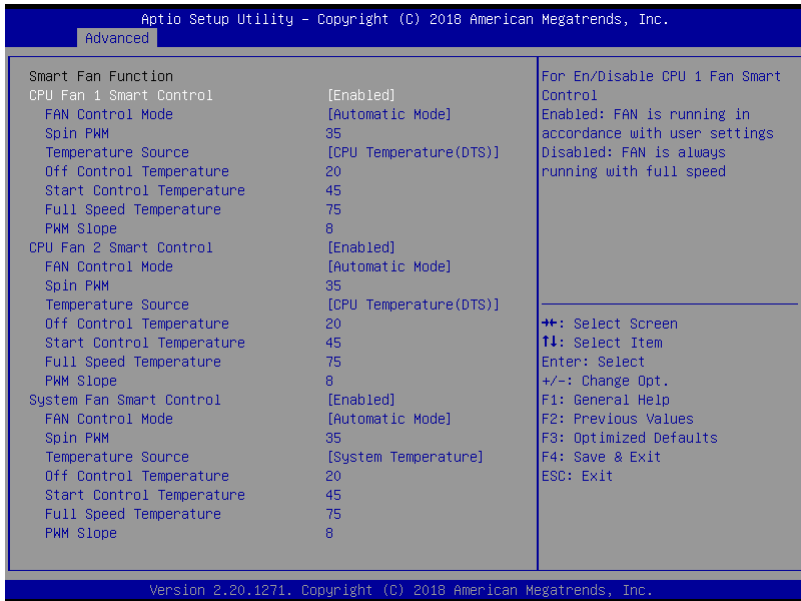 Aptio Setup Utility – Copyright (C) 2018 American Megatrends, Inc.
Advanced
Smart Fan Function
CPU Fan 1 Smart Control [Enabled]
FAN Control Mode [Automatic Mode]
Spin PWM 35
Temperature Source [CPU Temperature(DTS)]
Off Control Temperature 20
Start Control Temperature 45
Full Speed Temperature 75
PWM Slope 8
CPU Fan 2 Smart Control [Enabled]
FAN Control Mode [Automatic Mode]
Spin PWM 35
Temperature Source [CPU Temperature(DTS)]
Off Control Temperature 20
Start Control Temperature 45
Full Speed Temperature 75
PWM Slope 8
System Fan Smart Control [Enabled]
FAN Control Mode [Automatic Mode]
Spin PWM 35
Temperature Source [System Temperature]
Off Control Temperature 20
Start Control Temperature 45
Full Speed Temperature 75
PWM Slope 8
For En/Disable CPU 1 Fan Smart
Control
Enabled: FAN is running in
accordance with user settings
Disabled: FAN is always
running with full speed
→←: Select Screen
↑↓: Select Item
Enter: Select
+/-: Change Opt.
F1: General Help
F2: Previous Values
F3: Optimized Defaults
F4: Save & Exit
ESC: Exit
Version 2.20.1271. Copyright (C) 2018 American Megatrends, Inc.